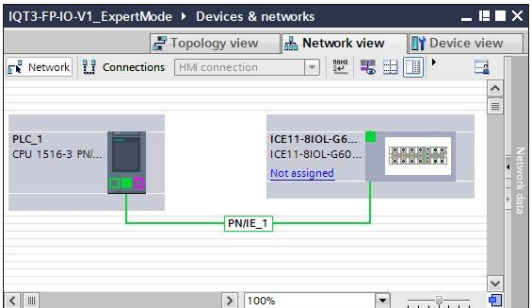 IQT3-FP-IO-V1_ExpertMode ▸ Devices & networks
Topology view
Network view
Device view
Network
Connections
HMI connection
PLC_1
CPU 1516-3 PN/...
ICE11-8IOL-G6...
ICE11-8IOL-G60...
Not assigned
PN/IE_1
Network data
100%